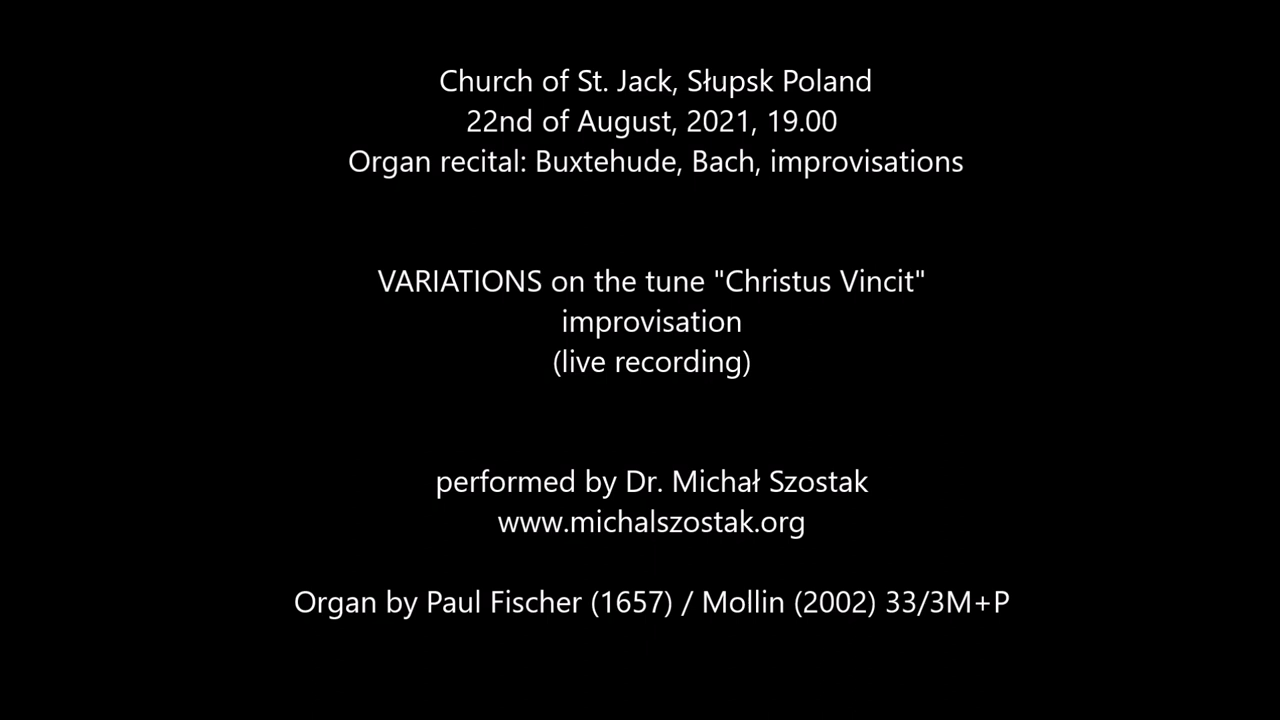 Church of St. Jack, Słupsk Poland
22nd of August, 2021, 19.00
Organ recital: Buxtehude, Bach, improvisations
VARIATIONS on the tune "Christus Vincit"
improvisation
(live recording)
performed by Dr. Michał Szostak
www.michalszostak.org
Organ by Paul Fischer (1657) / Mollin (2002) 33/3M+P